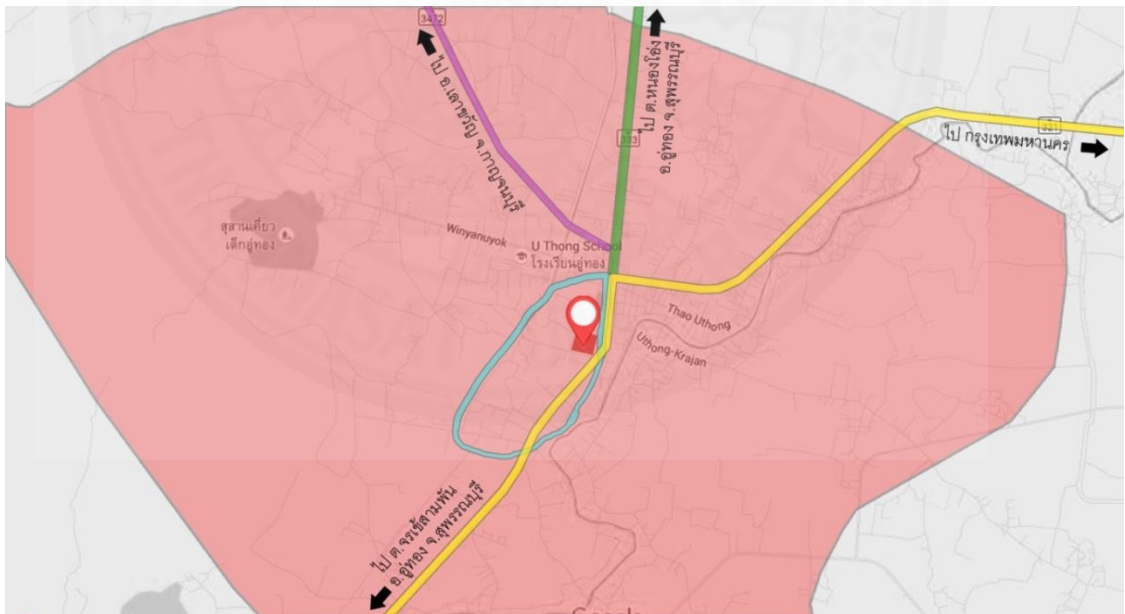 3472
ไป อ.เลาขวัญ จ.กาญจนบุรี
333
ไป ต.หนองโอ่ง
อ.อู่ทอง จ.สุพรรณบุรี
321
ไป กรุงเทพมหานคร
สุสานเคี่ยว
เด็กอู่ทอง
Winyanuyok
U Thong School
โรงเรียนอู่ทอง
Thao Uthong
Uthong-Krajan
ไป ต.จรเข้สามพัน
อ.อู่ทอง จ.สุพรรณบุรี
Google